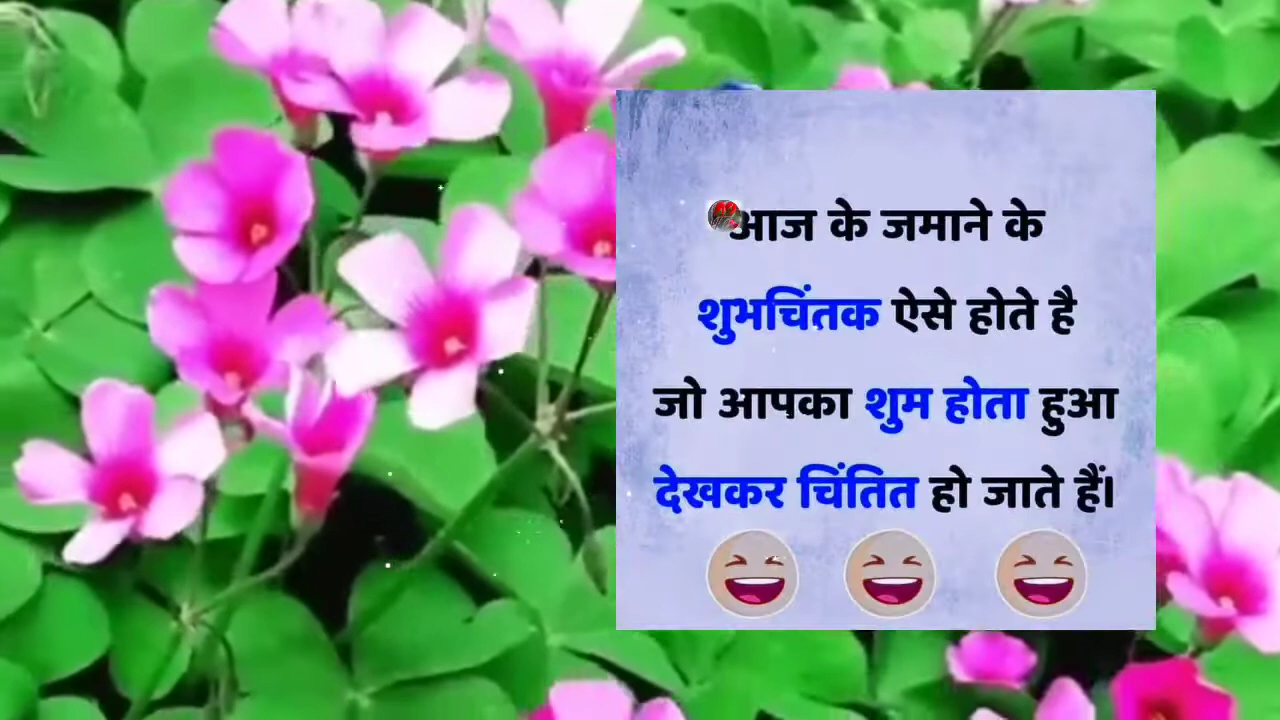 आज के जमाने के
शुभचिंतक ऐसे होते है
जो आपका शुम होता हुआ
देखकर चिंतित हो जाते हैं।